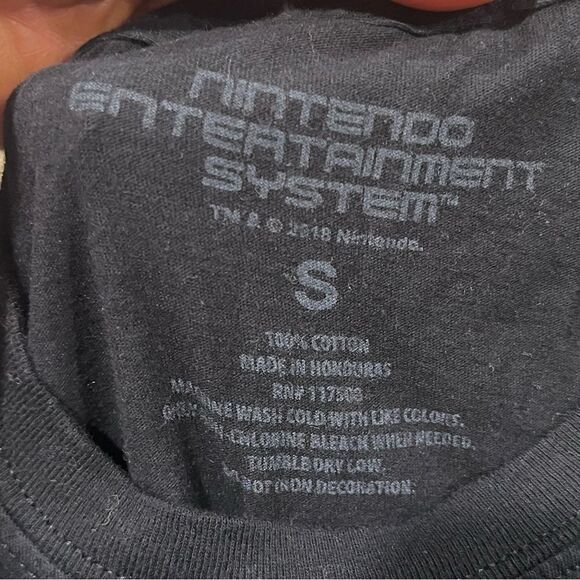 NINTENDO
ENTERTAINMENT
SYSTEM™
TM & © 2018 Nintendo.
S
100% COTTON
MADE IN HONDURAS
RN# 117508
WASH COLD WITH LIKE COLORS.
CHLORINE BLEACH WHEN NEEDED.
TUMBLE DRY LOW.
NOT IRON DECORATION.